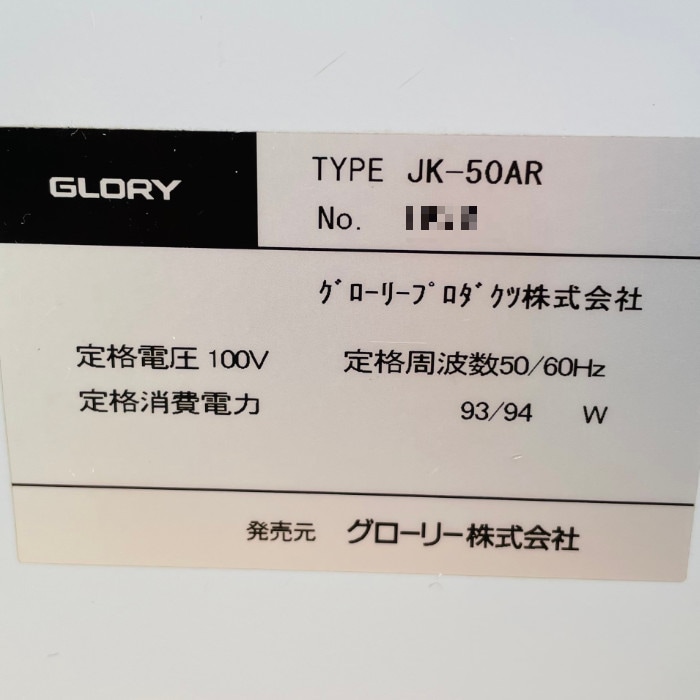 GLORY
TYPE JK-50AR
No.
ｸﾞﾛｰﾘｰﾌﾟﾛﾀﾞｸﾂ株式会社
定格電圧 100V 定格周波数50/60Hz
定格消費電力 93/94 W
発売元 グローリー株式会社